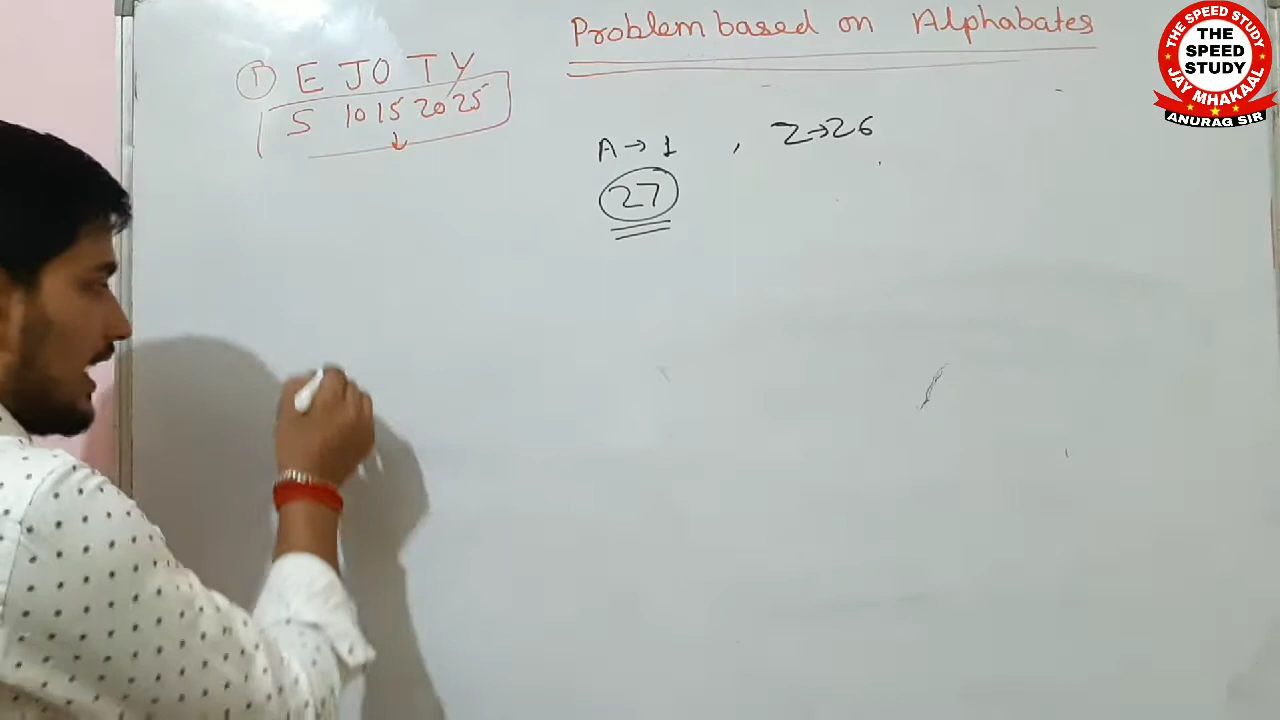 Problem based on Alphabates
① E J O T Y
5 10 15 20 25
A → 1 , Z → 26
27
THE SPEED STUDY
THE
SPEED
STUDY
JAY MHAKAAL
ANURAG SIR